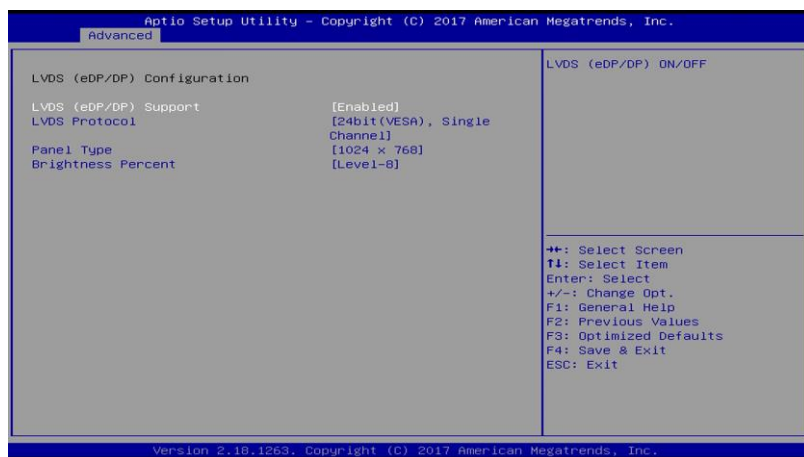 Aptio Setup Utility – Copyright (C) 2017 American Megatrends, Inc.
Advanced
LVDS (eDP/DP) Configuration
LVDS (eDP/DP) Support [Enabled]
LVDS Protocol [24bit(VESA), Single
Channel]
Panel Type [1024 x 768]
Brightness Percent [Level-8]
LVDS (eDP/DP) ON/OFF
→←: Select Screen
↑↓: Select Item
Enter: Select
+/-: Change Opt.
F1: General Help
F2: Previous Values
F3: Optimized Defaults
F4: Save & Exit
ESC: Exit
Version 2.18.1263. Copyright (C) 2017 American Megatrends, Inc.